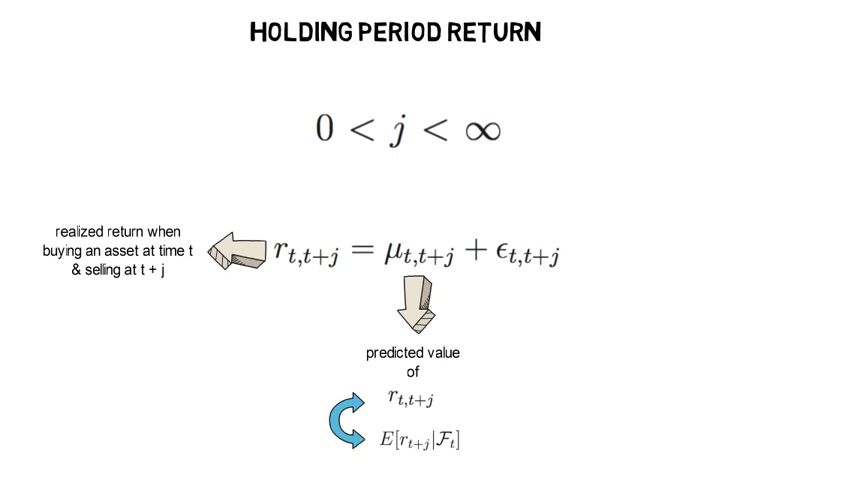 HOLDING PERIOD RETURN
0 < j < ∞
realized return when
buying an asset at time t
& selling at t + j
r_{t,t+j} = μ_{t,t+j} + ϵ_{t,t+j}
predicted value
of
r_{t,t+j}
E[r_{t+j}|ℱ_t]